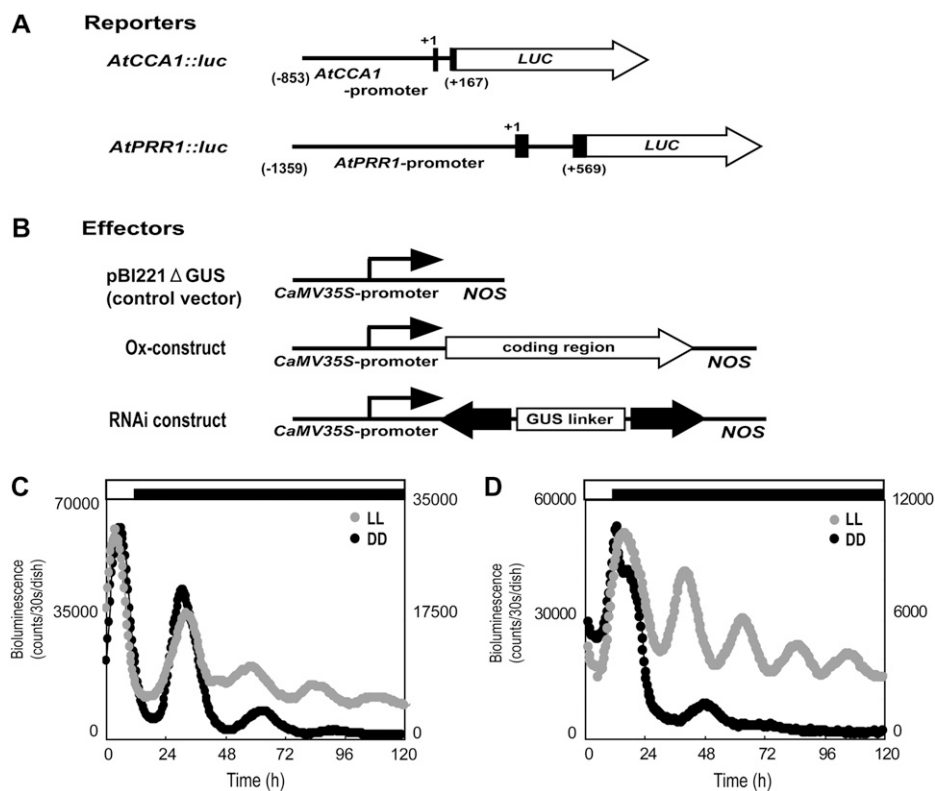 A Reporters
AtCCA1::luc
+1
LUC
(-853)
AtCCA1
-promoter
(+167)
AtPRR1::luc
+1
LUC
(-1359)
AtPRR1-promoter
(+569)
B Effectors
pBI221 Δ GUS
(control vector)
CaMV35S-promoter NOS
Ox-construct
coding region
CaMV35S-promoter NOS
RNAi construct
GUS linker
CaMV35S-promoter NOS
C
70000
35000
0
Bioluminescence
(counts/30s/dish)
LL
DD
35000
17500
0
0 24 48 72 96 120
Time (h)
D
60000
30000
0
Bioluminescence
(counts/30s/dish)
LL
DD
12000
6000
0
0 24 48 72 96 120
Time (h)